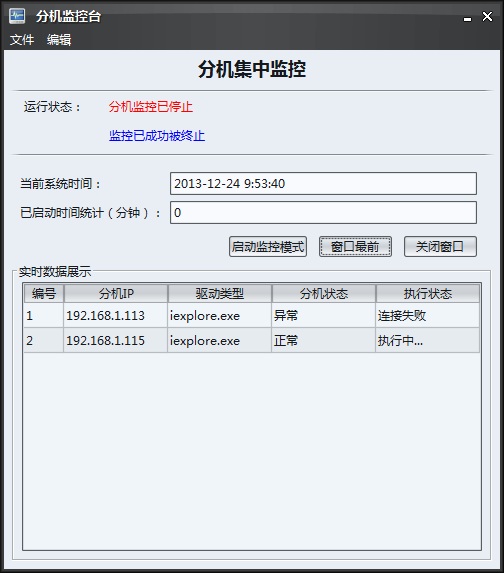 分机监控台
文件 编辑
分机集中监控
运行状态： 分机监控已停止
监控已成功被终止
当前系统时间： 2013-12-24 9:53:40
已启动时间统计（分钟）： 0
启动监控模式 窗口最前 关闭窗口
实时数据展示
编号 分机IP 驱动类型 分机状态 执行状态
1 192.168.1.113 iexplore.exe 异常 连接失败
2 192.168.1.115 iexplore.exe 正常 执行中...